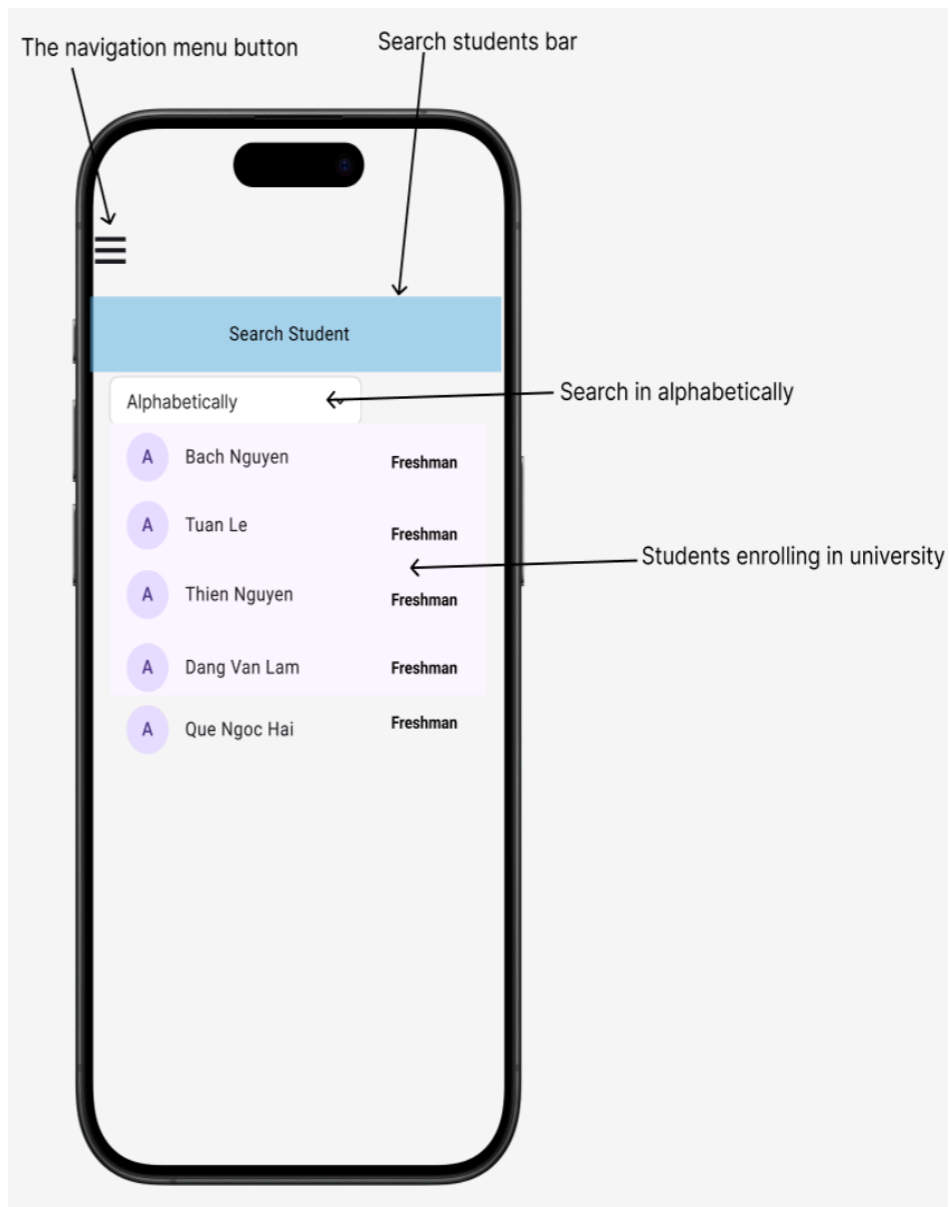 The navigation menu button
Search students bar
Search Student
Alphabetically
Search in alphabetically
A Bach Nguyen Freshman
A Tuan Le Freshman
Students enrolling in university
A Thien Nguyen Freshman
A Dang Van Lam Freshman
A Que Ngoc Hai Freshman